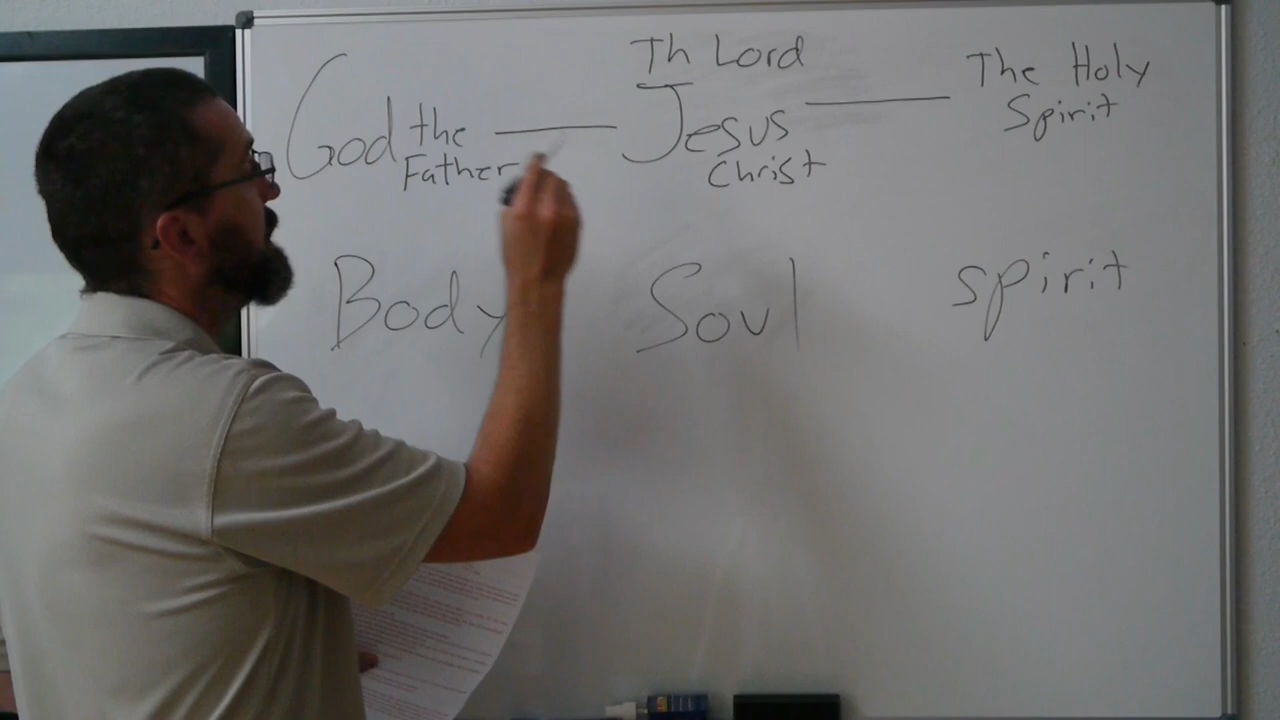 Th Lord
God the Father — Jesus Christ — The Holy Spirit
Body Soul spirit